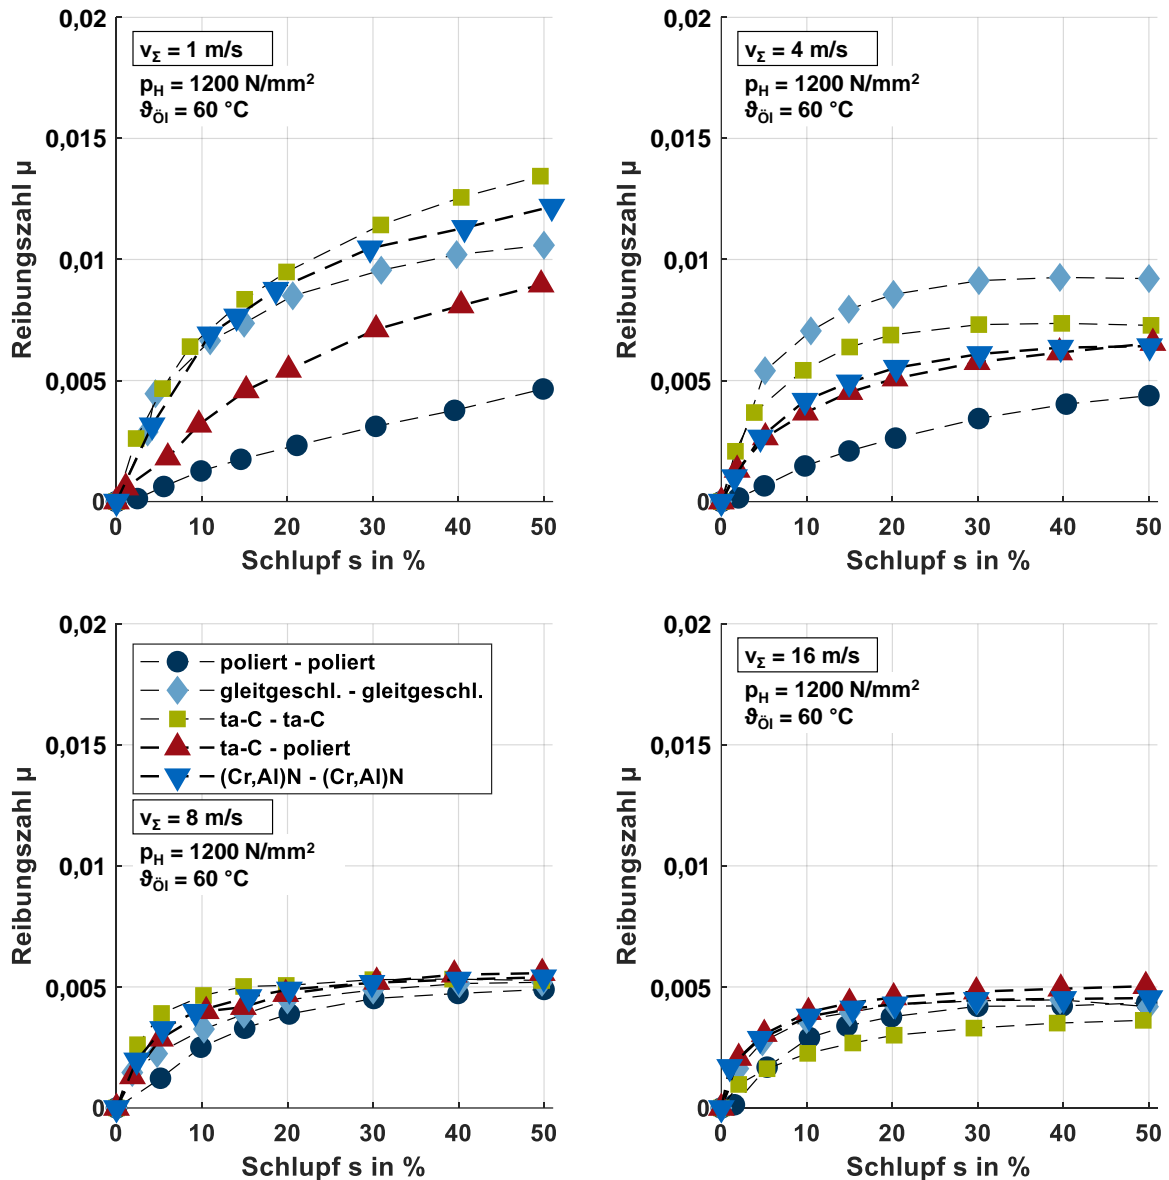 0,02
0,015
0,01
0,005
0
Reibungszahl µ
v_Σ = 1 m/s
p_H = 1200 N/mm²
ϑ_Öl = 60 °C
0 10 20 30 40 50
Schlupf s in %
0,02
0,015
0,01
0,005
0
Reibungszahl µ
v_Σ = 4 m/s
p_H = 1200 N/mm²
ϑ_Öl = 60 °C
0 10 20 30 40 50
Schlupf s in %
0,02
0,015
0,01
0,005
0
Reibungszahl µ
poliert - poliert
gleitgeschl. - gleitgeschl.
ta-C - ta-C
ta-C - poliert
(Cr,Al)N - (Cr,Al)N
v_Σ = 8 m/s
p_H = 1200 N/mm²
ϑ_Öl = 60 °C
0 10 20 30 40 50
Schlupf s in %
0,02
0,015
0,01
0,005
0
Reibungszahl µ
v_Σ = 16 m/s
p_H = 1200 N/mm²
ϑ_Öl = 60 °C
0 10 20 30 40 50
Schlupf s in %